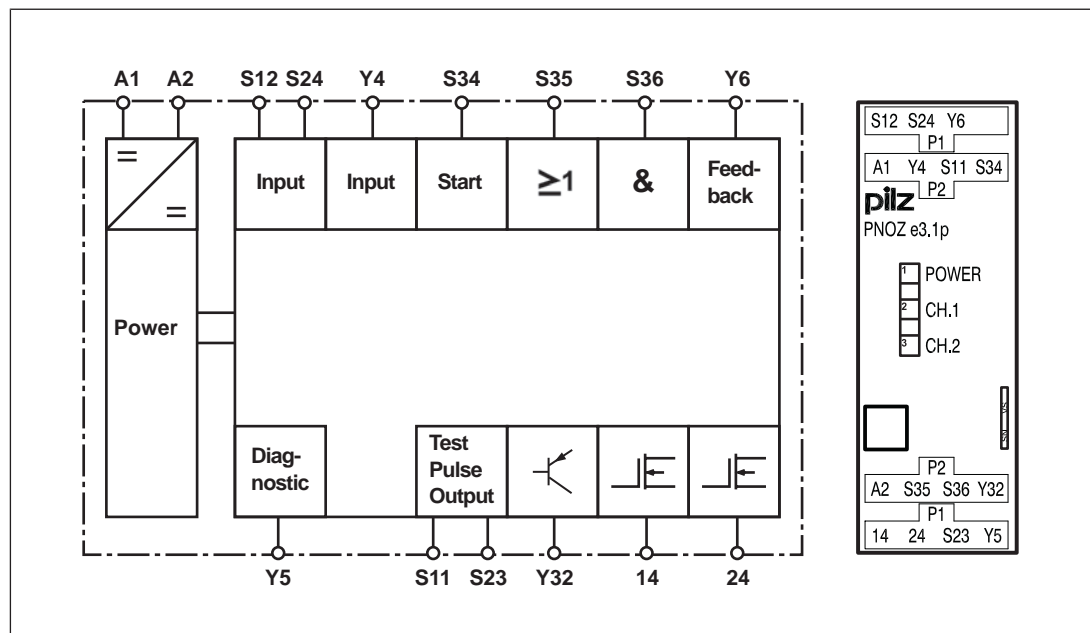 A1 A2 S12 S24 Y4 S34 S35 S36 Y6
= Input Input Start ≥1 & Feed-
= back
Power
Diag-
nostic
Test
Pulse
Output
Y5 S11 S23 Y32 14 24
S12 S24 Y6
P1
A1 Y4 S11 S34
P2
pilz
PNOZ e3.1p
1 POWER
2 CH.1
3 CH.2
SN VS
P2
A2 S35 S36 Y32
P1
14 24 S23 Y5